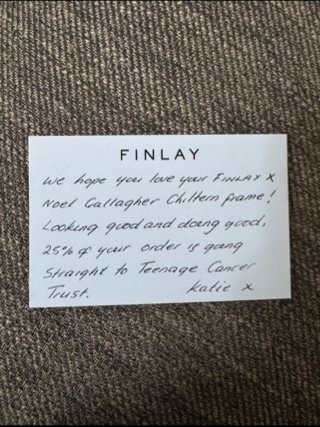 FINLAY
We hope you love your FINLAY X
Noel Gallagher Chiltern frame!
Looking good and doing good,
25% of your order is going
straight to Teenage Cancer
Trust. Katie x